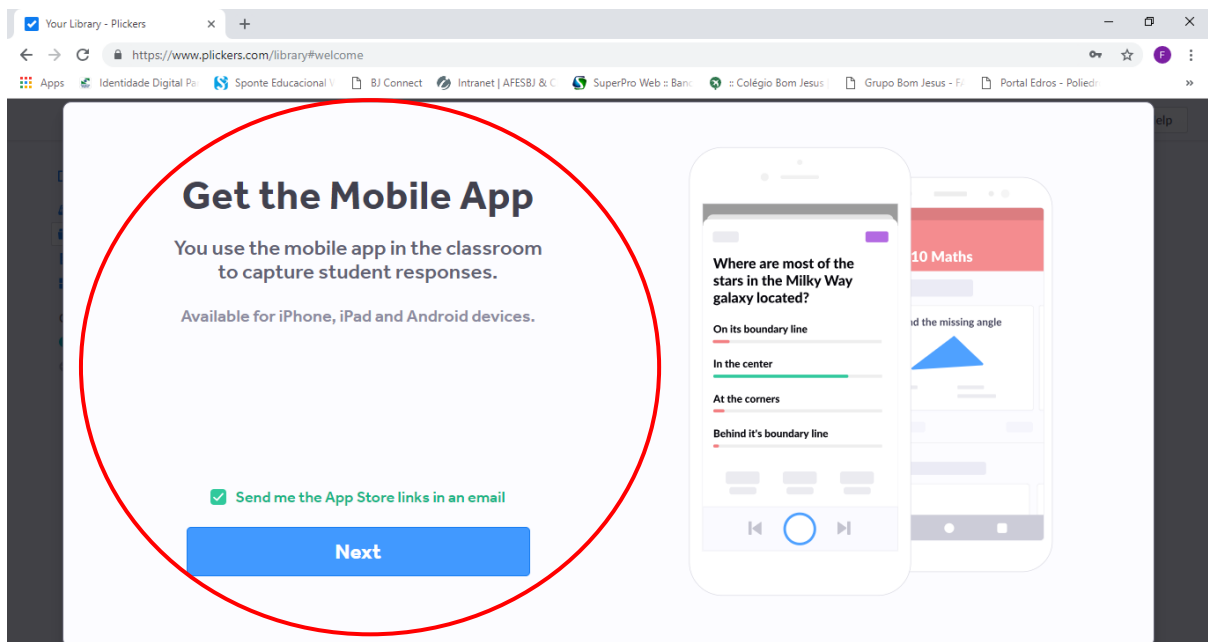 Your Library - Plickers
https://www.plickers.com/library#welcome
F
Apps
Identidade Digital Pa
Sponte Educacional
BJ Connect
Intranet | AFESBJ & C
SuperPro Web :: Banc
:: Colégio Bom Jesus
Grupo Bom Jesus - F
Portal Edros - Poliedr
»
elp
Get the Mobile App
You use the mobile app in the classroom
to capture student responses.
Available for iPhone, iPad and Android devices.
Send me the App Store links in an email
Next
Where are most of the
stars in the Milky Way
galaxy located?
On its boundary line
In the center
At the corners
Behind it's boundary line
10 Maths
d the missing angle